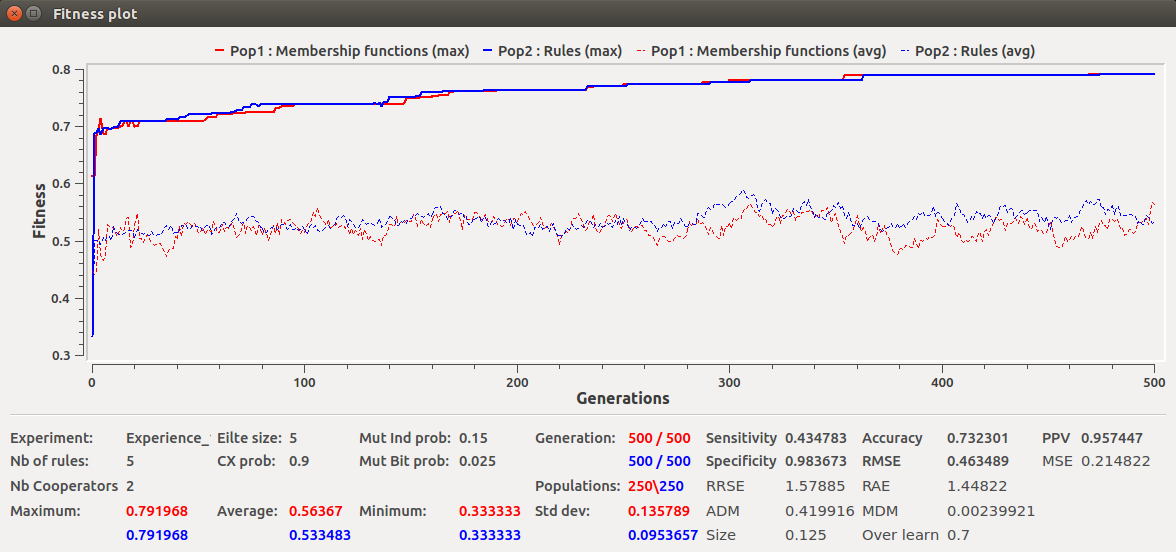 Fitness plot
Pop1 : Membership functions (max) Pop2 : Rules (max) Pop1 : Membership functions (avg) Pop2 : Rules (avg)
0.8
0.7
0.6
0.5
0.4
0.3
Fitness
0 100 200 300 400 500
Generations
Experiment: Experience_ Eilte size: 5 Mut Ind prob: 0.15 Generation: 500 / 500 Sensitivity 0.434783 Accuracy 0.732301 PPV 0.957447
Nb of rules: 5 CX prob: 0.9 Mut Bit prob: 0.025 500 / 500 Specificity 0.983673 RMSE 0.463489 MSE 0.214822
Nb Cooperators 2 Populations: 250\250 RRSE 1.57885 RAE 1.44822
Maximum: 0.791968 Average: 0.56367 Minimum: 0.333333 Std dev: 0.135789 ADM 0.419916 MDM 0.00239921
0.791968 0.533483 0.333333 0.0953657 Size 0.125 Over learn 0.7